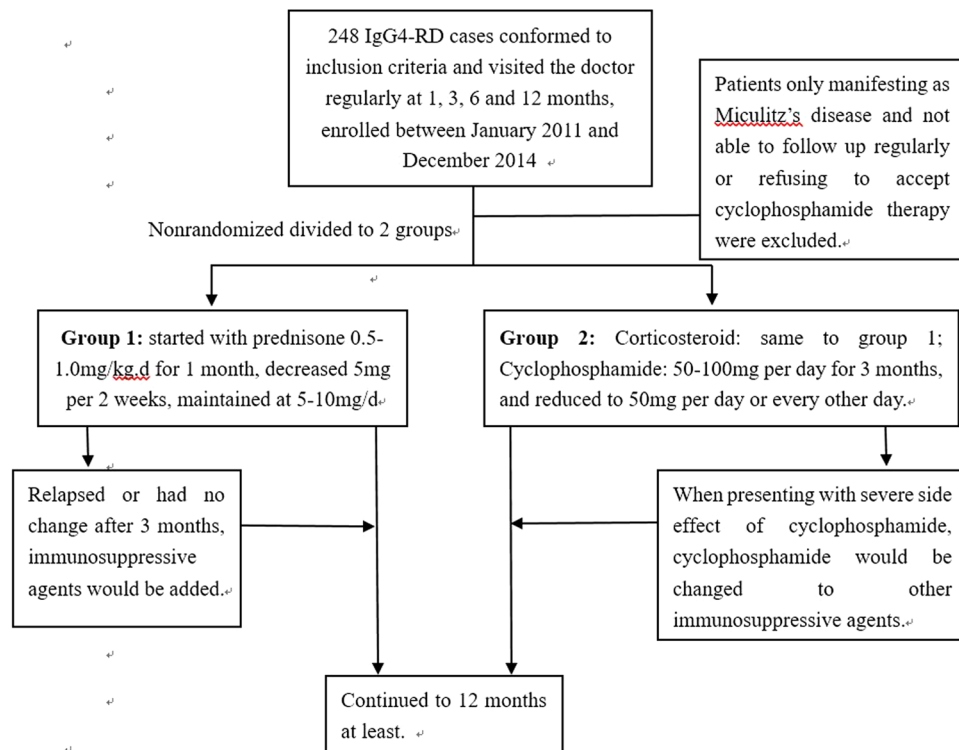 248 IgG4-RD cases conformed to
inclusion criteria and visited the doctor
regularly at 1, 3, 6 and 12 months,
enrolled between January 2011 and
December 2014
Patients only manifesting as
Miculitz’s disease and not
able to follow up regularly
or refusing to accept
cyclophosphamide therapy
were excluded.
Nonrandomized divided to 2 groups
Group 1: started with prednisone 0.5-
1.0mg/kg.d for 1 month, decreased 5mg
per 2 weeks, maintained at 5-10mg/d
Group 2: Corticosteroid: same to group 1;
Cyclophosphamide: 50-100mg per day for 3 months,
and reduced to 50mg per day or every other day.
Relapsed or had no
change after 3 months,
immunosuppressive
agents would be added.
When presenting with severe side
effect of cyclophosphamide,
cyclophosphamide would be
changed to other
immunosuppressive agents.
Continued to 12 months
at least.